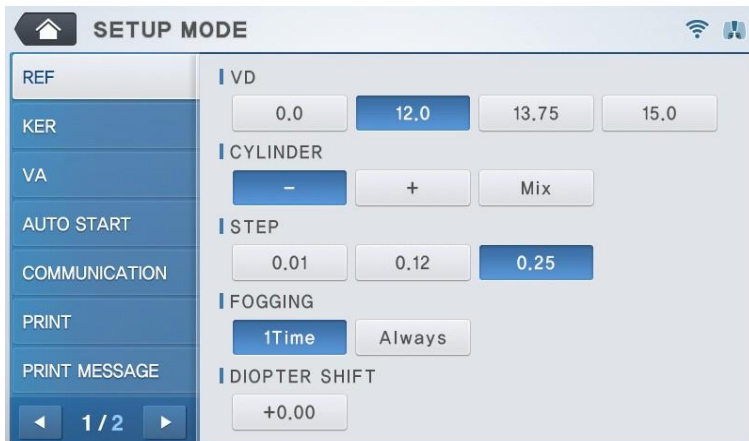 SETUP MODE
REF
KER
VA
AUTO START
COMMUNICATION
PRINT
PRINT MESSAGE
1/2
VD
0.0 12.0 13.75 15.0
CYLINDER
- + Mix
STEP
0.01 0.12 0.25
FOGGING
1Time Always
DIOPTER SHIFT
+0.00